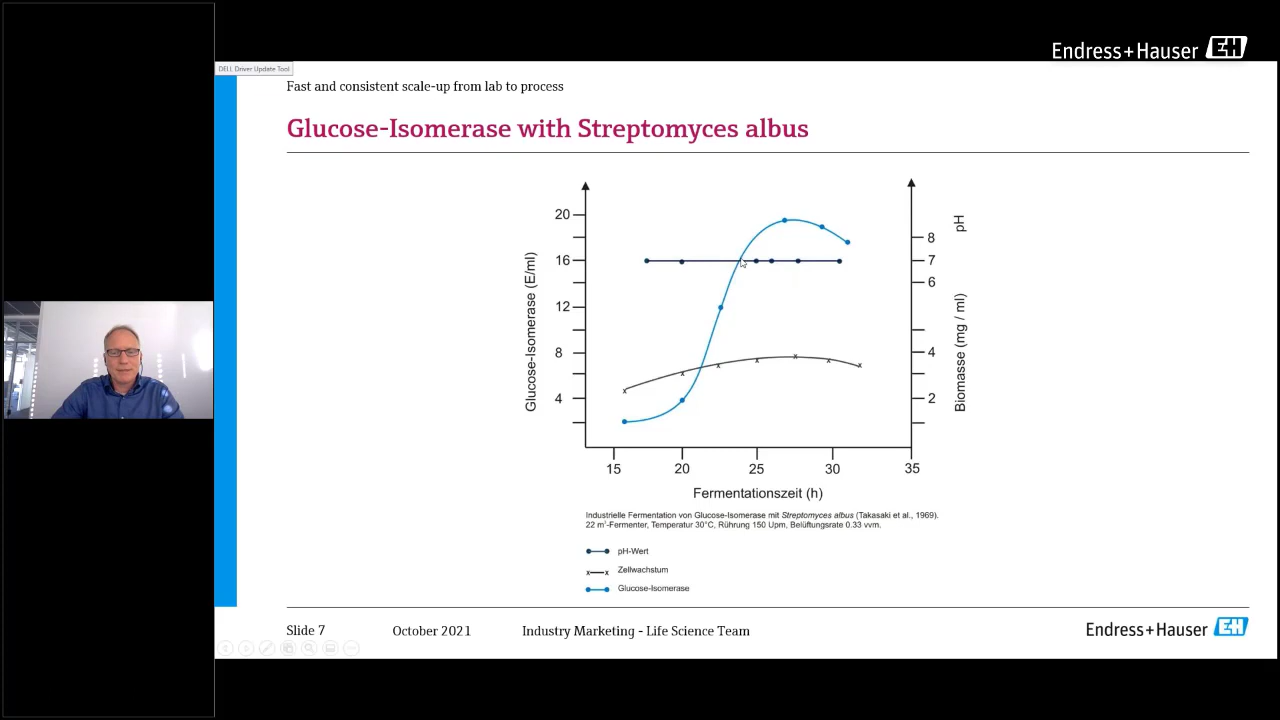 Endress+Hauser EH
DELL Driver Update Tool
Fast and consistent scale-up from lab to process
Glucose-Isomerase with Streptomyces albus
20
16
12
8
4
Glucose-Isomerase (E/ml)
8
7
6
4
2
pH
Biomasse (mg / ml)
15 20 25 30 35
Fermentationszeit (h)
Industrielle Fermentation von Glucose-Isomerase mit Streptomyces albus (Takasaki et al., 1969).
22 m³-Fermenter, Temperatur 30°C, Rührung 150 Upm, Belüftungsrate 0.33 vvm.
pH-Wert
Zellwachstum
Glucose-Isomerase
Slide 7 October 2021 Industry Marketing - Life Science Team Endress+Hauser EH